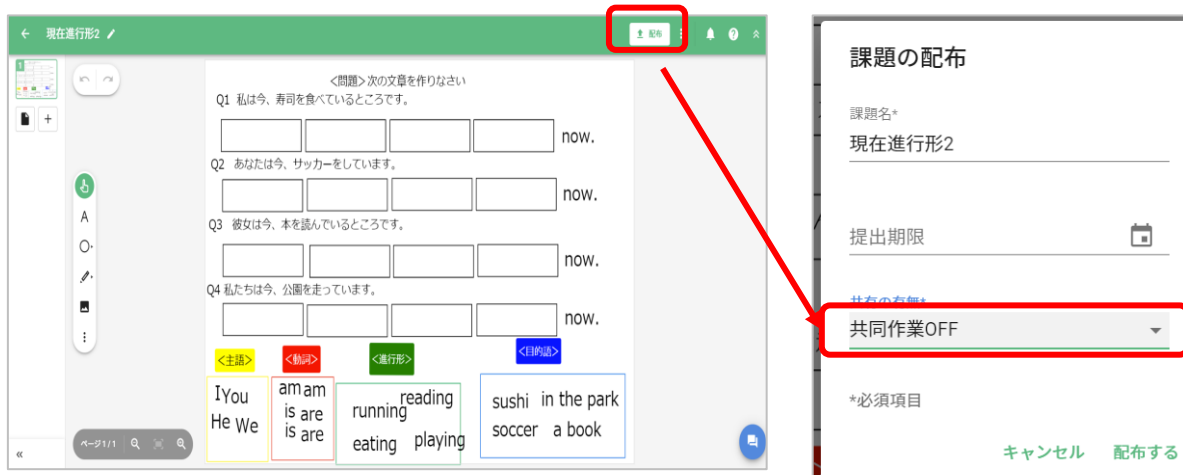 現在進行形2
配布
1
<問題>次の文章を作りなさい
Q1 私は今、寿司を食べているところです。
now.
Q2 あなたは今、サッカーをしています。
now.
Q3 彼女は今、本を読んでいるところです。
now.
Q4 私たちは今、公園を走っています。
now.
<主語>
<動詞>
<進行形>
<目的語>
I You
He We
am am
is are
is are
reading
running
eating playing
sushi in the park
soccer a book
A
ページ1/1
課題の配布
課題名*
現在進行形2
提出期限
共有の有無*
共同作業OFF
*必須項目
キャンセル 配布する